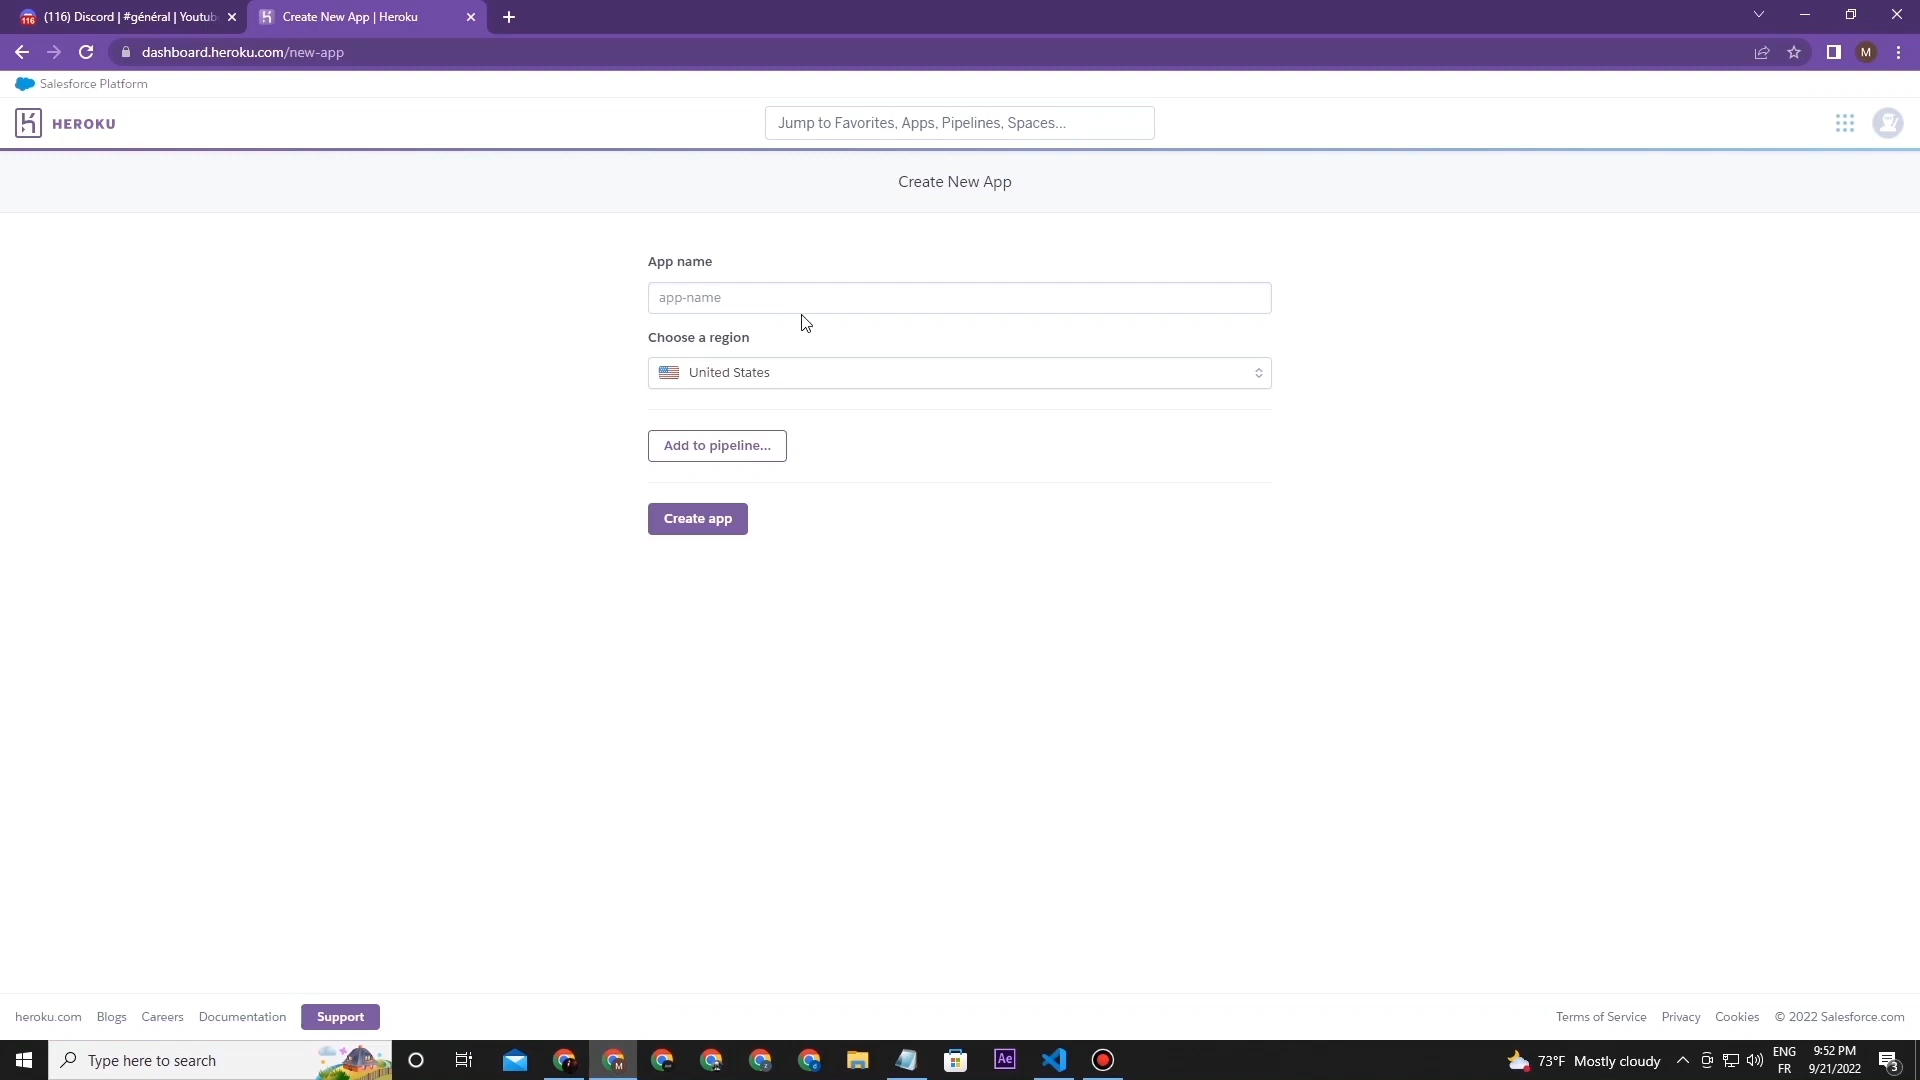 (116) Discord | #général | Youtub
Create New App | Heroku
dashboard.heroku.com/new-app
M
Salesforce Platform
HEROKU
Jump to Favorites, Apps, Pipelines, Spaces...
Create New App
App name
app-name
Choose a region
United States
Add to pipeline...
Create app
heroku.com Blogs Careers Documentation Support
Terms of Service Privacy Cookies © 2022 Salesforce.com
Type here to search
Ae
73°F Mostly cloudy
ENG
FR
9:52 PM
9/21/2022
3